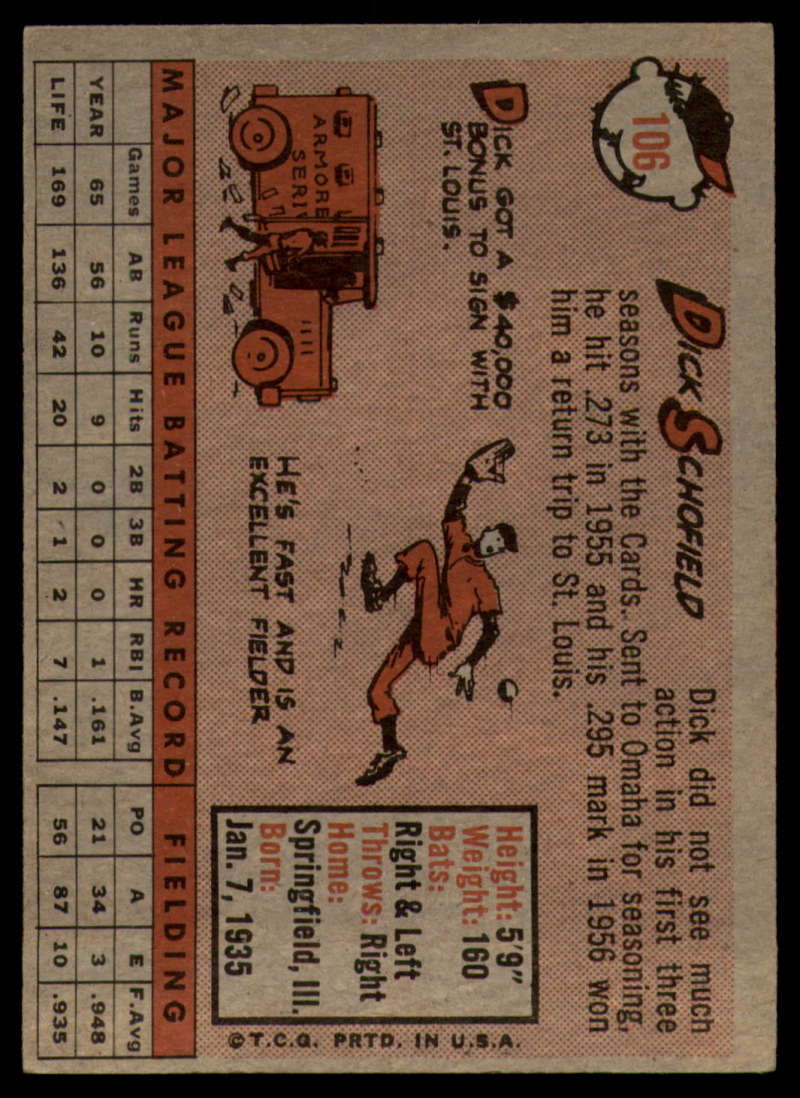 106
DICK SCHOFIELD
Dick did not see much
action in his first three
seasons with the Cards. Sent to Omaha for seasoning,
he hit .273 in 1955 and his .295 mark in 1956 won
him a return trip to St. Louis.
DICK GOT A $40,000
BONUS TO SIGN WITH
ST. LOUIS.
ARMORE
SERV
HE'S FAST AND IS AN
EXCELLENT FIELDER
Height: 5'9"
Weight: 160
Bats:
Right & Left
Throws: Right
Home:
Springfield, Ill.
Born:
Jan. 7, 1935
© T.C.G. PRTD. IN U.S.A.
MAJOR LEAGUE BATTING RECORD FIELDING
Games AB Runs Hits 2B 3B HR RBI B.Avg PO A E F.Avg
YEAR 65 56 10 9 0 0 0 1 .161 21 34 3 .948
LIFE 169 136 42 20 2 1 2 7 .147 56 87 10 .935